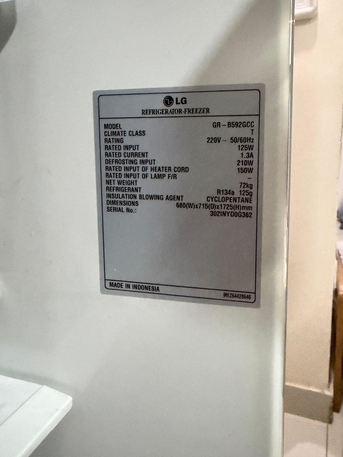 LG
REFRIGERATOR-FREEZER
MODEL GR-B592GCC
CLIMATE CLASS T
RATING 220V~ 50/60Hz
RATED INPUT 125W
RATED CURRENT 1.3A
DEFROSTING INPUT 210W
RATED INPUT OF HEATER CORD 150W
RATED INPUT OF LAMP F/R –
NET WEIGHT 72kg
REFRIGERANT R134a 125g
INSULATION BLOWING AGENT CYCLOPENTANE
DIMENSIONS 680(W)x715(D)x1725(H)mm
SERIAL No.: 302INYD0G362
MADE IN INDONESIA